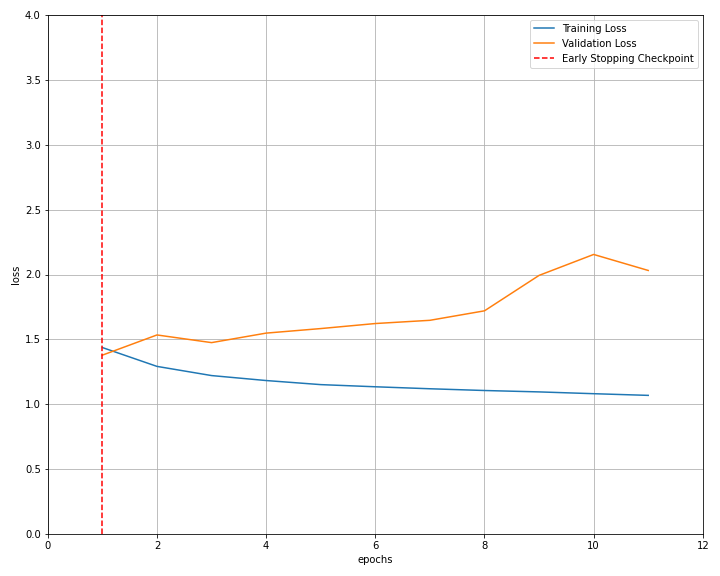 4.0
3.5
3.0
2.5
2.0
1.5
1.0
0.5
0.0
loss
0 2 4 6 8 10 12
epochs
Training Loss
Validation Loss
Early Stopping Checkpoint